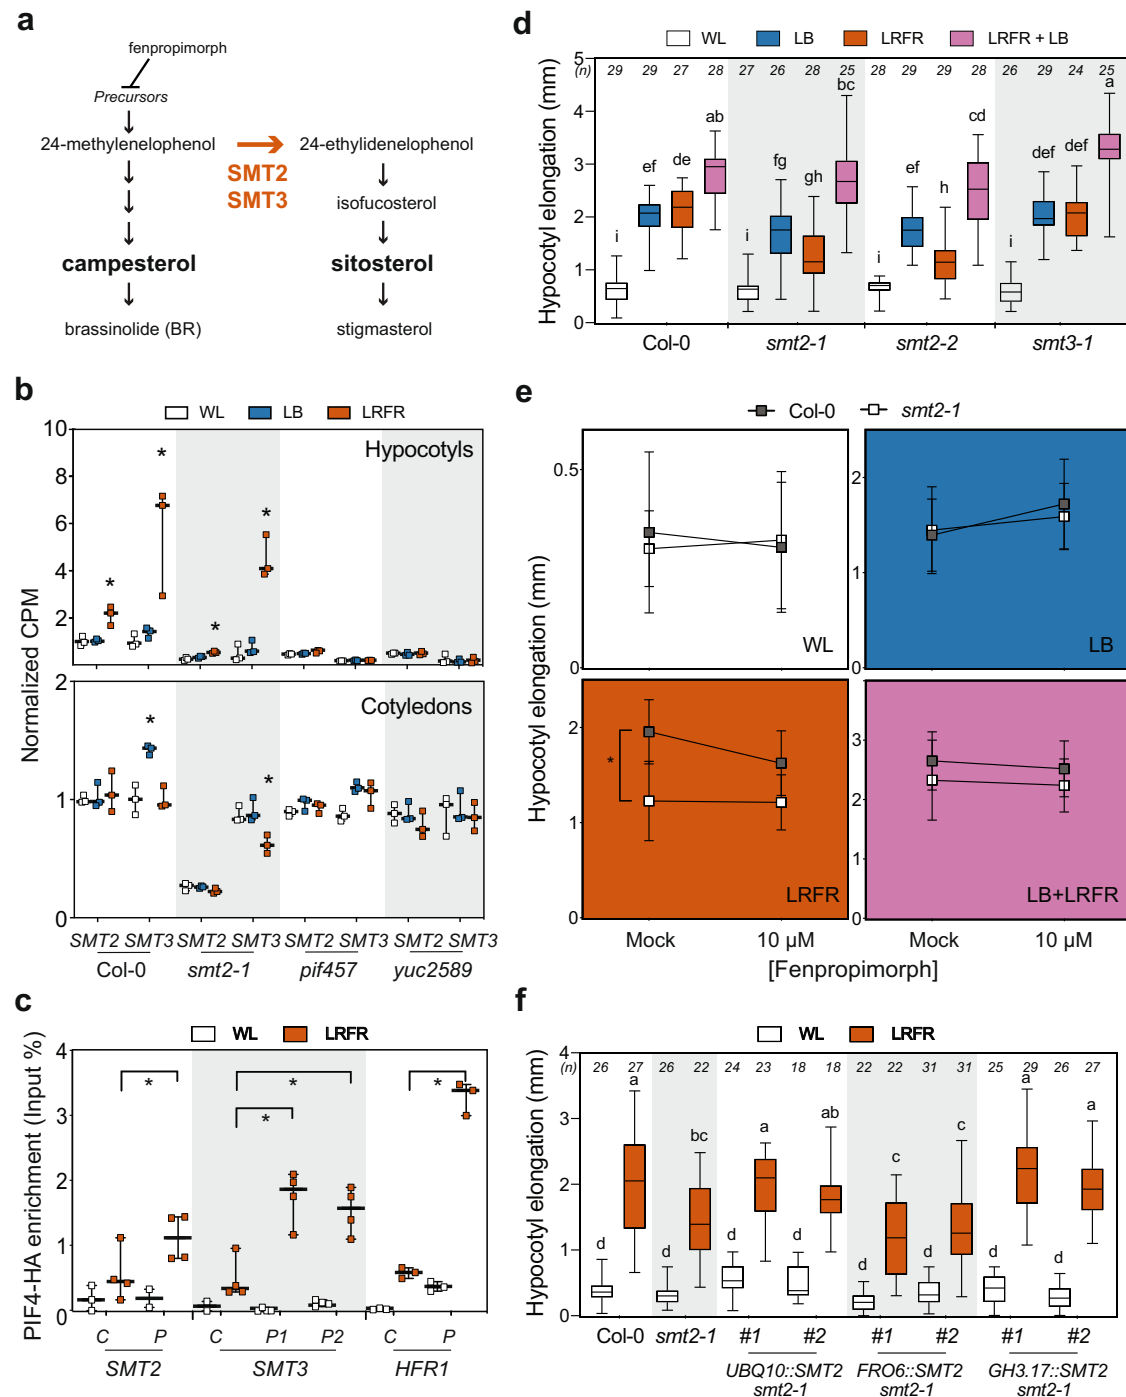 a
fenpropimorph
Precursors
24-methylenelophenol
24-ethylidenelophenol
SMT2
SMT3
isofucosterol
campesterol
sitosterol
brassinolide (BR)
stigmasterol
b
WL LB LRFR
Hypocotyls
10
8
6
4
2
* * * *
Normalized CPM
Cotyledons
2
1
0
* *
SMT2 SMT3 SMT2 SMT3 SMT2 SMT3 SMT2 SMT3
Col-0 smt2-1 pif457 yuc2589
c
WL LRFR
PIF4-HA enrichment (Input %)
4
3
2
1
0
* * * *
C P C P1 P2 C P
SMT2 SMT3 HFR1
d
WL LB LRFR LRFR + LB
Hypocotyl elongation (mm)
5
4
3
2
1
0
(n) 29 29 27 28 27 26 28 25 28 29 29 28 26 29 24 25
i ef de ab i fg gh bc i ef h cd i def def a
Col-0 smt2-1 smt2-2 smt3-1
e
Col-0 smt2-1
Hypocotyl elongation (mm)
0.5
0
WL
2
1
0
LB
Hypocotyl elongation (mm)
2
1
0
*
LRFR
3
2
1
0
LB+LRFR
Mock 10 µM Mock 10 µM
[Fenpropimorph]
f
WL LRFR
Hypocotyl elongation (mm)
4
3
2
1
0
(n) 26 27 26 22 24 23 18 18 22 22 31 31 25 29 26 27
d a d bc d a d ab d c d c d a d a
Col-0 smt2-1 #1 #2 #1 #2 #1 #2
UBQ10::SMT2 FRO6::SMT2 GH3.17::SMT2
smt2-1 smt2-1 smt2-1